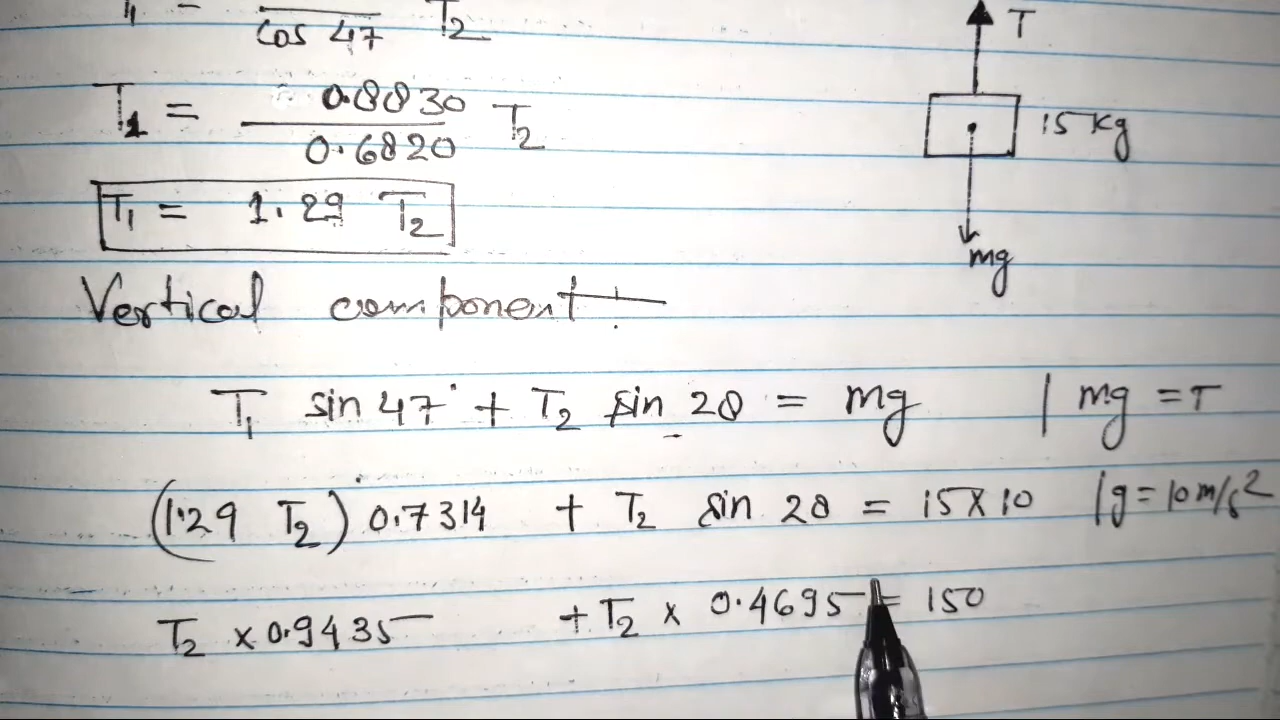 cos 47 T₂
T₁ = 0.8830 / 0.6820 T₂
T₁ = 1.29 T₂
Vertical component:
T₁ sin 47° + T₂ sin 28 = mg | mg = T
(1.29 T₂) 0.7314 + T₂ sin 28 = 15 X 10 | g = 10 m/s²
T₂ x 0.9435 + T₂ x 0.4695 = 150
T
15 Kg
mg